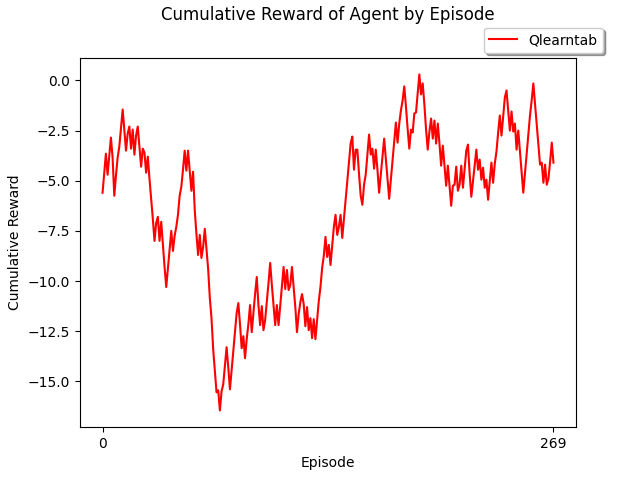 Cumulative Reward of Agent by Episode
Qlearntab
0.0
−2.5
−5.0
−7.5
−10.0
−12.5
−15.0
Cumulative Reward
0 269
Episode